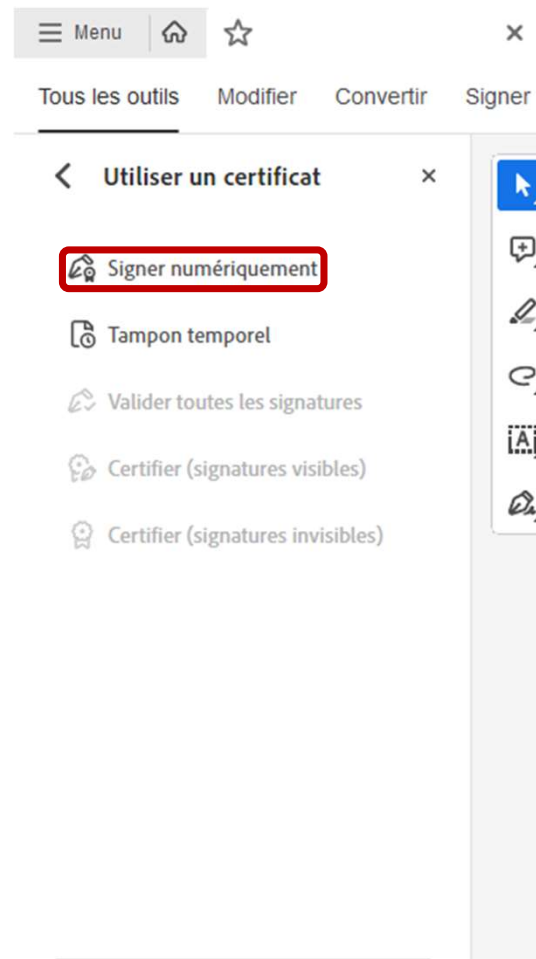 Menu
Tous les outils Modifier Convertir Signer
Utiliser un certificat
Signer numériquement
Tampon temporel
Valider toutes les signatures
Certifier (signatures visibles)
Certifier (signatures invisibles)